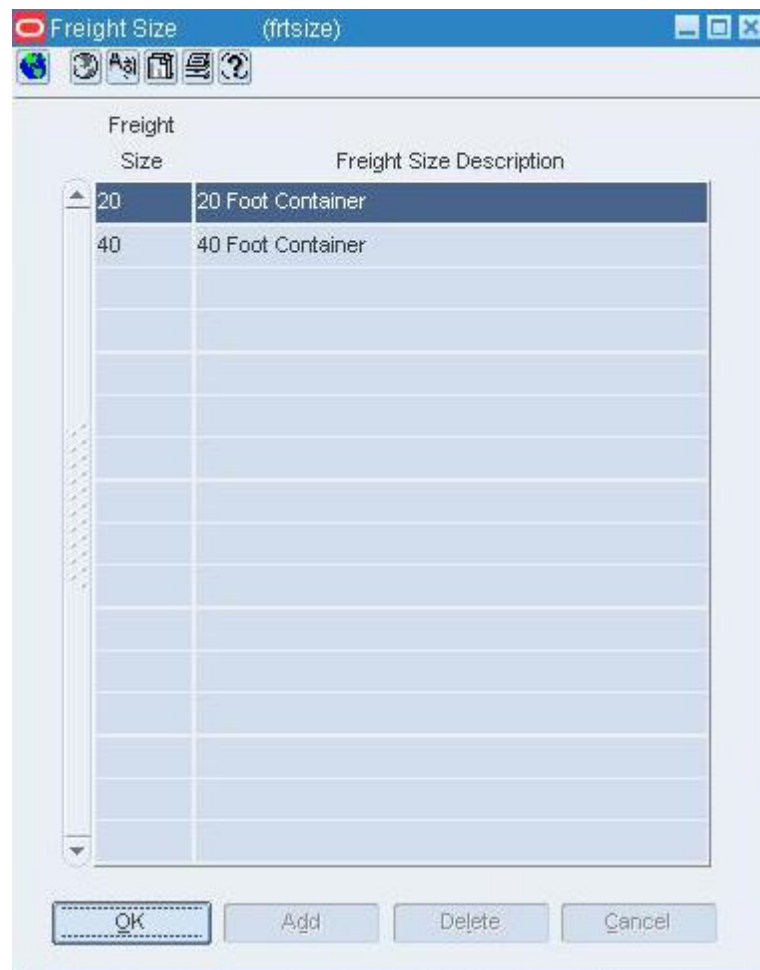 Freight Size (frtsize)
Freight
Size Freight Size Description
20 20 Foot Container
40 40 Foot Container
OK Add Delete Cancel